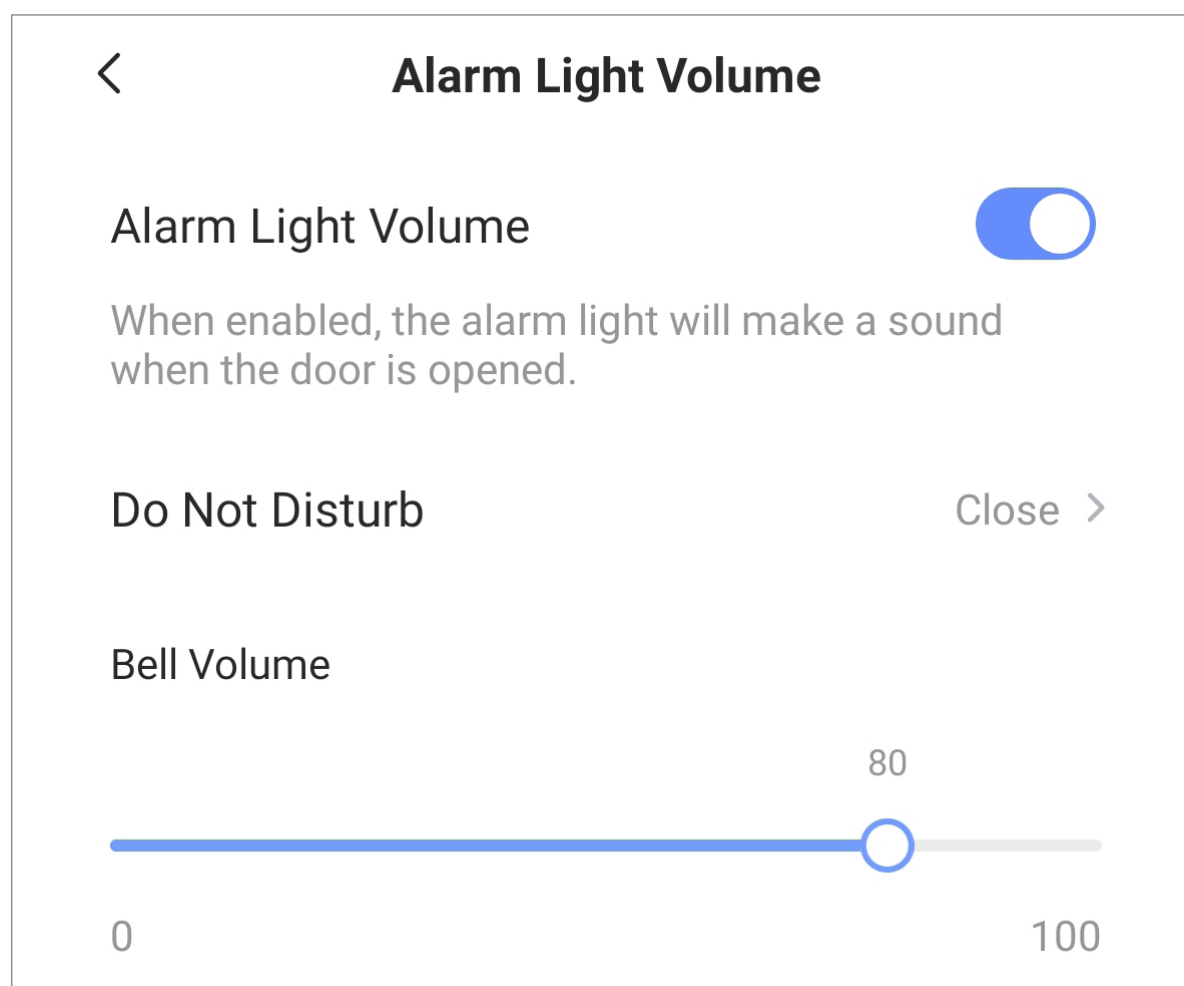 Alarm Light Volume
Alarm Light Volume
When enabled, the alarm light will make a sound
when the door is opened.
Do Not Disturb Close
Bell Volume
80
0 100